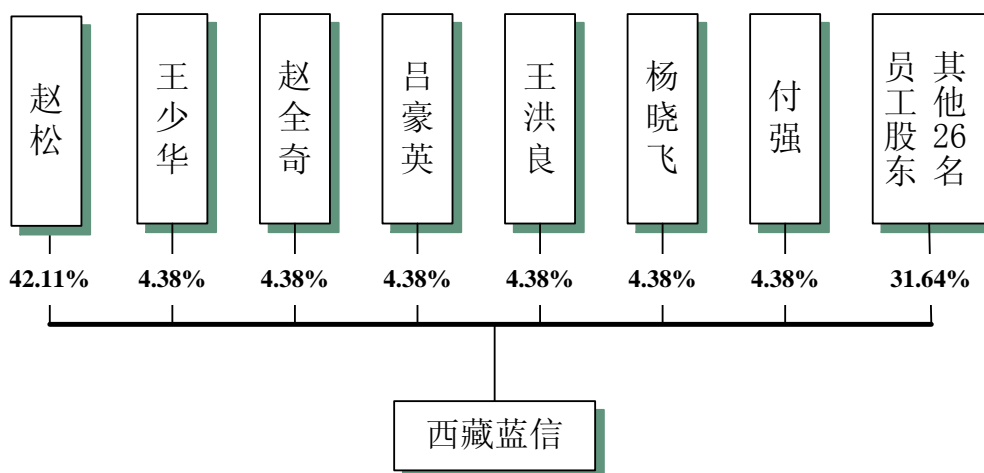 赵松
王少华
赵全奇
吕豪英
王洪良
杨晓飞
付强
其他26名
员工股东
42.11%
4.38%
4.38%
4.38%
4.38%
4.38%
4.38%
31.64%
西藏蓝信